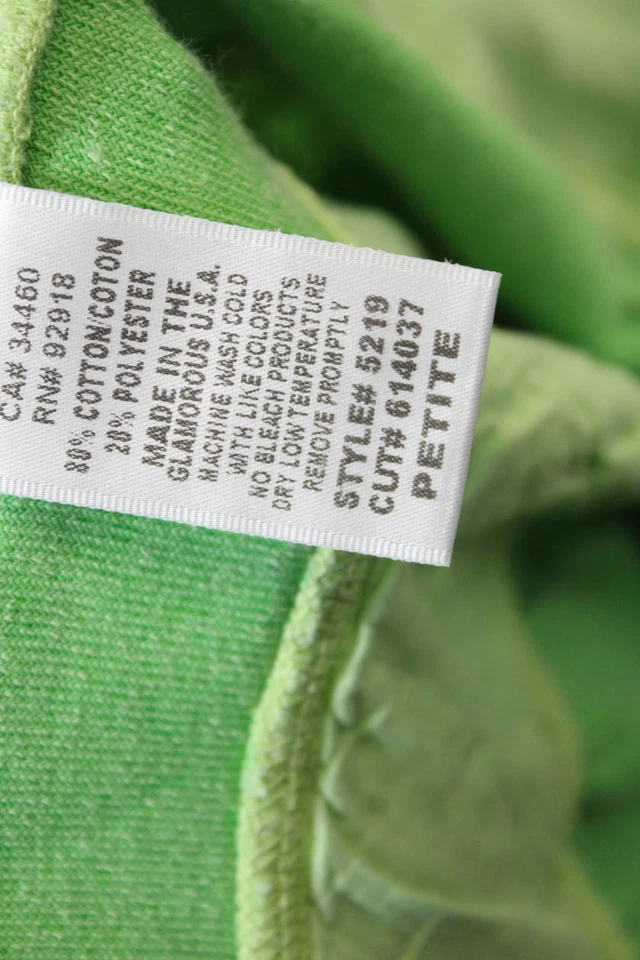 CA# 34460
RN# 92918
80% COTTON/COTON
20% POLYESTER
MADE IN THE
GLAMOROUS U.S.A.
MACHINE WASH COLD
WITH LIKE COLORS
NO BLEACH PRODUCTS
DRY LOW TEMPERATURE
REMOVE PROMPTLY
STYLE# 5219
CUT# 614037
PETITE